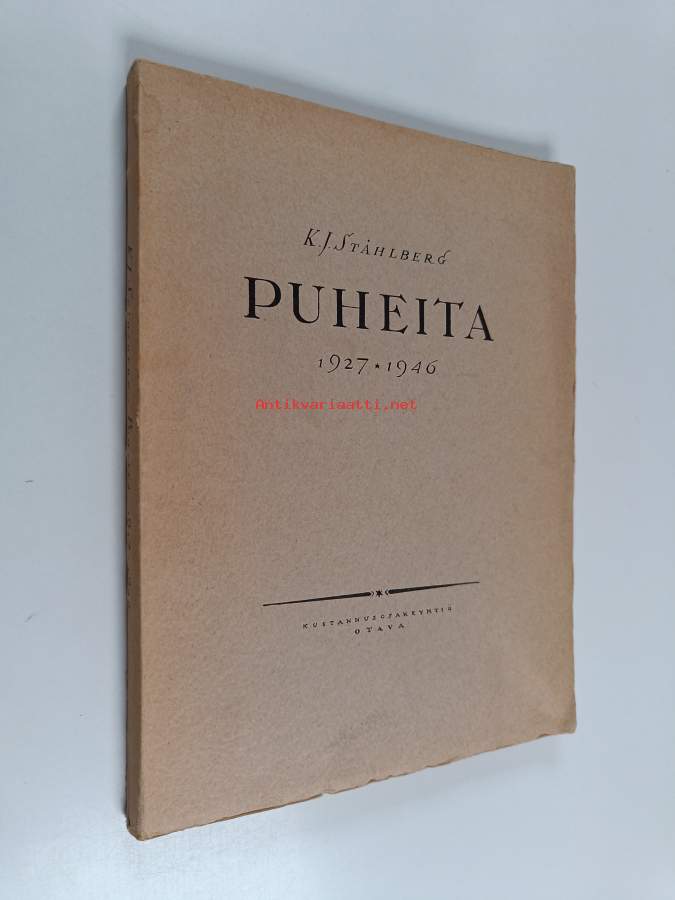 K.J.STÅHLBERG
PUHEITA
1927 ★ 1946
Antikvariaatti.net
KUSTANNUSOSAKEYHTIÖ
OTAVA